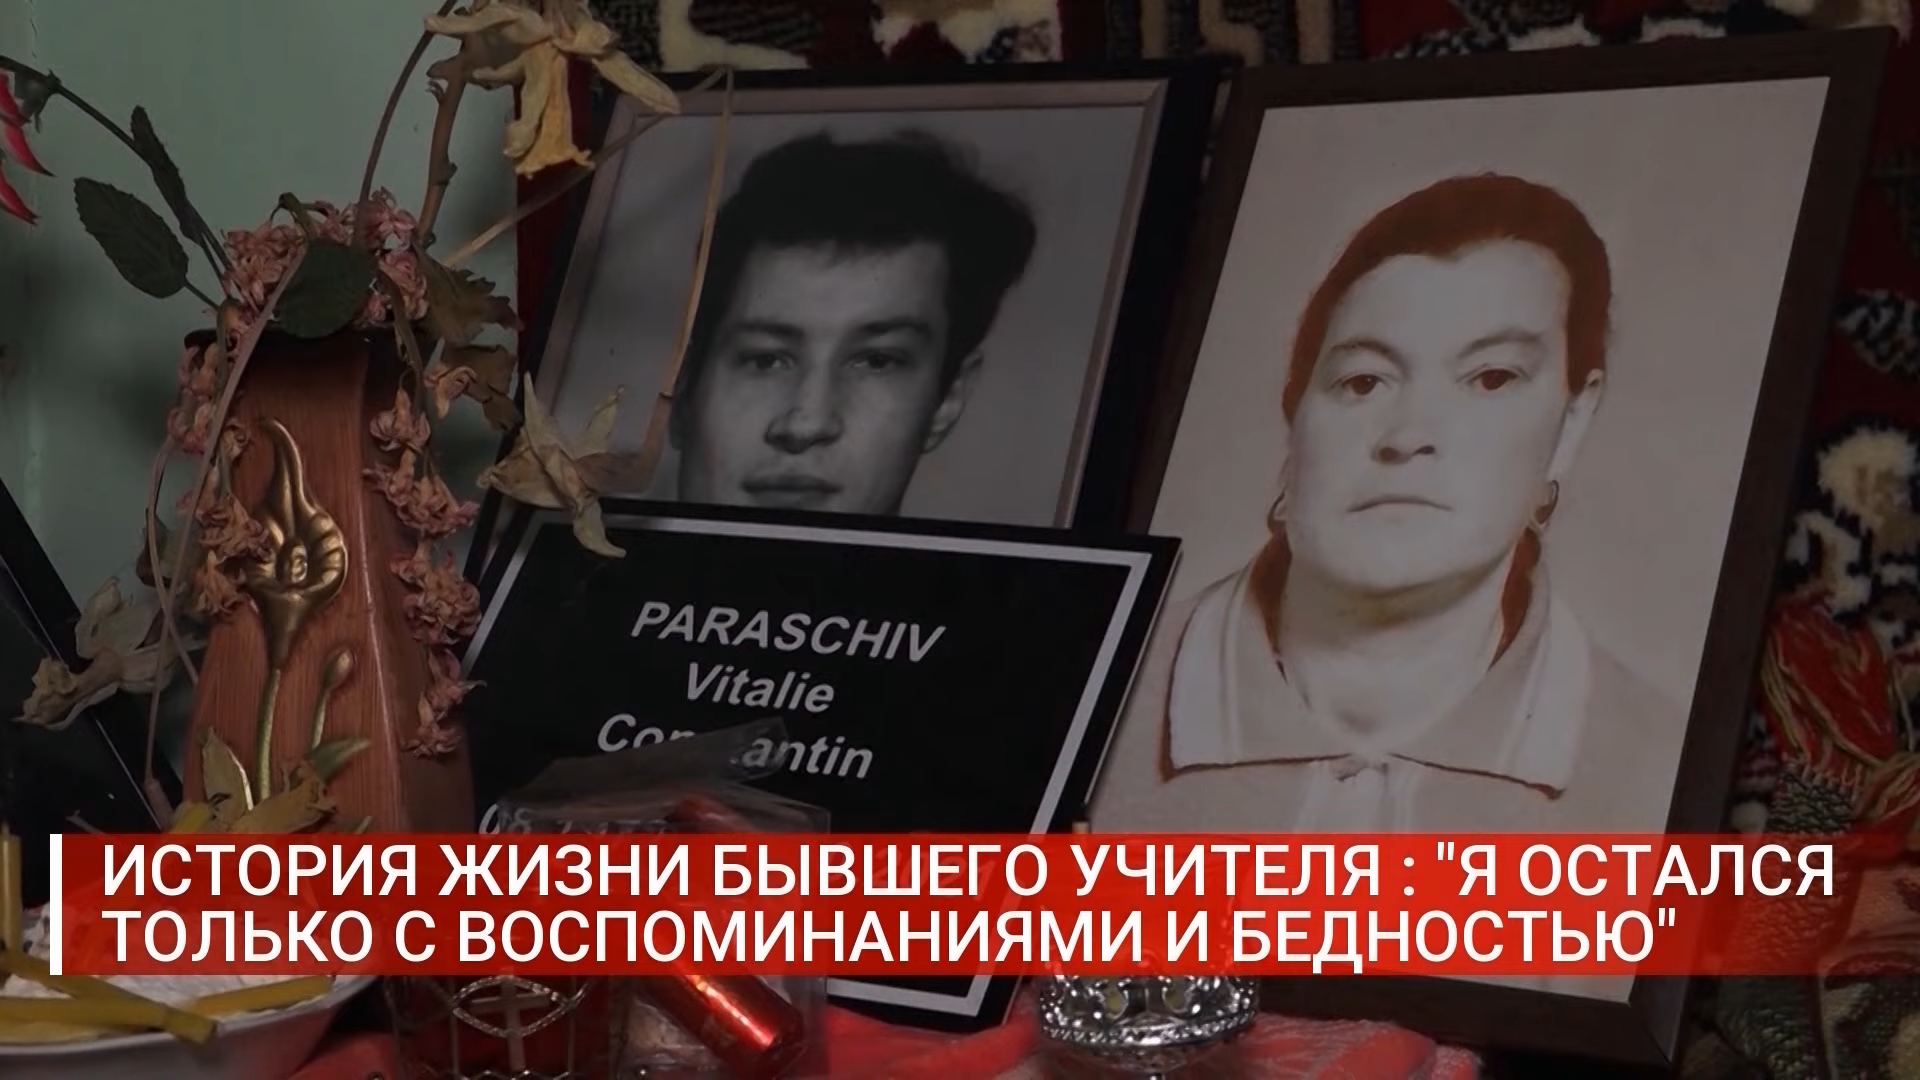 PARASCHIV
Vitalie
ИСТОРИЯ ЖИЗНИ БЫВШЕГО УЧИТЕЛЯ : "Я ОСТАЛСЯ
ТОЛЬКО С ВОСПОМИНАНИЯМИ И БЕДНОСТЬЮ"